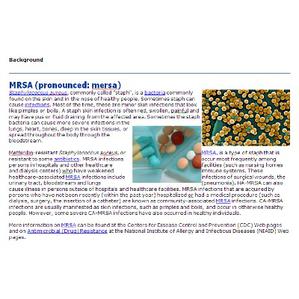 Background
MRSA (pronounced: mersa)
Staphylococcus aureus, commonly called "staph", is a bacteria commonly
found on the skin and in the nose of healthy people. Sometimes staph can
cause infections. Most of the time, these are minor skin infections that look
like pimples or boils. A staph skin infection is often red, swollen, painful and
may have pus or fluid draining from the affected area. Sometimes the staph
bacteria can cause more severe infections in the
lungs, heart, bones, deep in the skin tissues, or
spread throughout the body through the
bloodstream.
Methicillin-resistant Staphylococcus aureus, or MRSA, is a type of staph that is
resistant to some antibiotics. MRSA infections occur most frequently among
persons in hospitals and other healthcare facilities (such as nursing homes
and dialysis centers) who have weakened immune systems. These
healthcare-associated MRSA infections include infections of surgical wounds, the
urinary tract, bloodstream and lungs (pneumonia). HA-MRSA can also
cause illness in persons outside of hospitals and healthcare facilities. MRSA infections that are acquired by
persons who have not been recently (within the past year) hospitalized or had a medical procedure (such as
dialysis, surgery, the insertion of a catheter) are known as community-associated MRSA infections. CA-MRSA
infections are usually manifested as skin infections, such as pimples and boils, and occur in otherwise healthy
people. However, some severe CA-MRSA infections have also occurred in healthy individuals.
More information on MRSA can be found at the Centers for Disease Control and Prevention (CDC) Web pages
and on Antimicrobial (Drug) Resistance at the National Institute of Allergy and Infectious Diseases (NIAID) Web
pages.